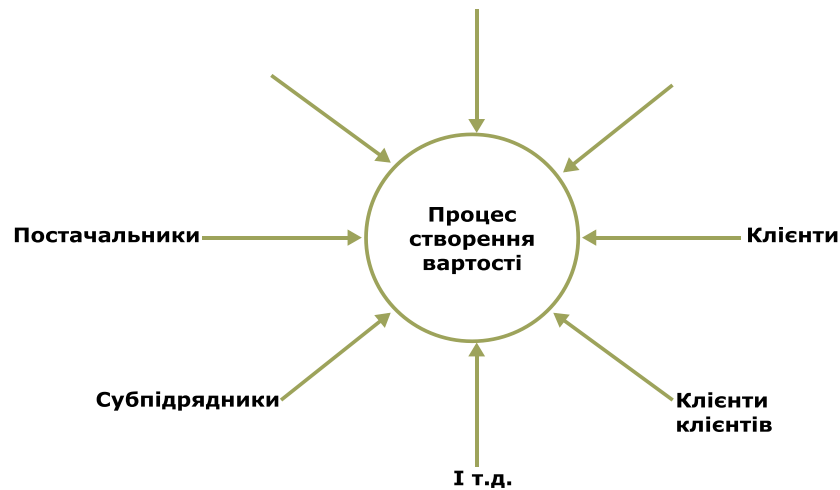 Процес
створення
вартості
Постачальники
Клієнти
Субпідрядники
Клієнти
клієнтів
І т.д.